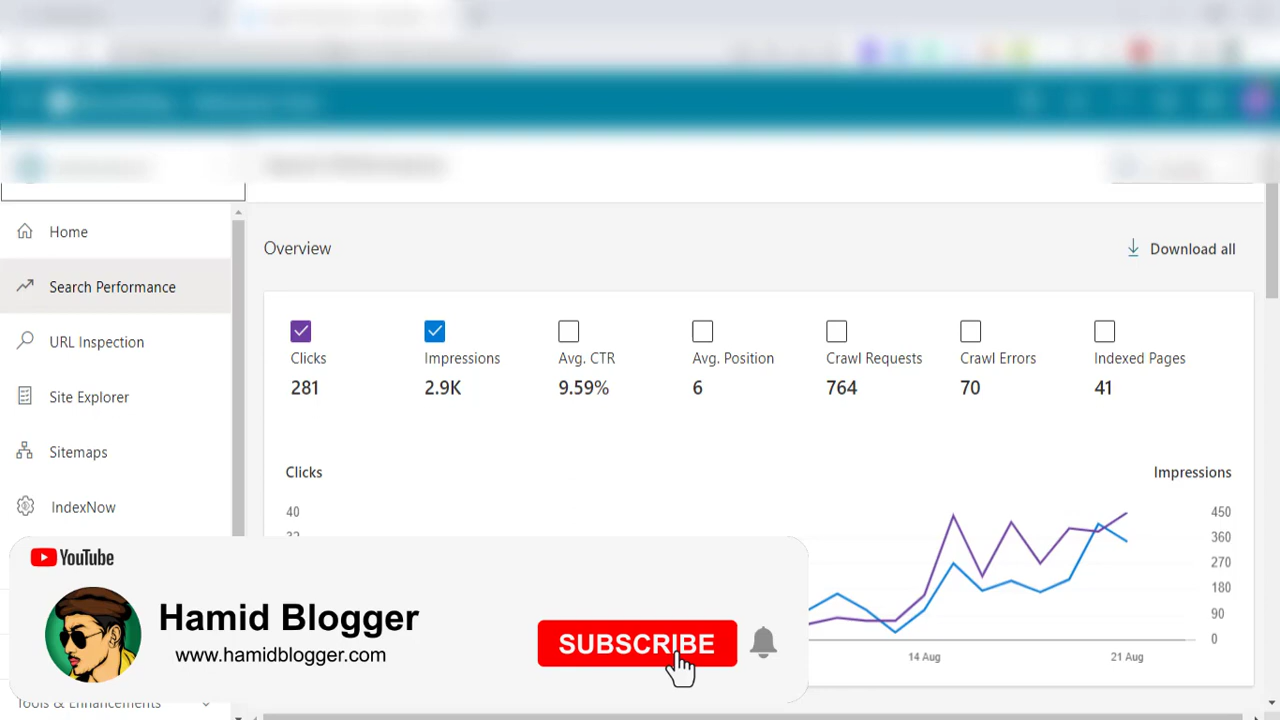 Home
Search Performance
URL Inspection
Site Explorer
Sitemaps
IndexNow
Overview
Download all
Clicks
281
Impressions
2.9K
Avg. CTR
9.59%
Avg. Position
6
Crawl Requests
764
Crawl Errors
70
Indexed Pages
41
Clicks
Impressions
40
450
360
270
180
90
0
14 Aug
21 Aug
YouTube
Hamid Blogger
www.hamidblogger.com
SUBSCRIBE
Tools & Enhancements